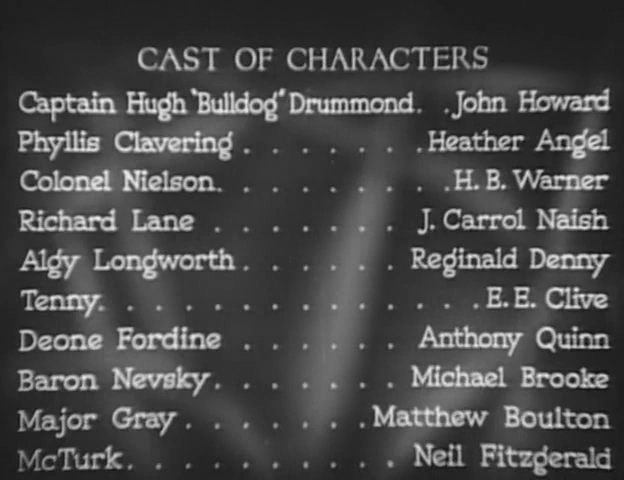 CAST OF CHARACTERS
Captain Hugh "Bulldog" Drummond. . John Howard
Phyllis Clavering . . . . . . . Heather Angel
Colonel Nielson. . . . . . . . . H. B. Warner
Richard Lane . . . . . . . J. Carrol Naish
Algy Longworth . . . . . . Reginald Denny
Tenny. . . . . . . . . . . . . . E. E. Clive
Deone Fordine . . . . . . Anthony Quinn
Baron Nevsky. . . . . . . Michael Brooke
Major Gray . . . . . . . Matthew Boulton
McTurk. . . . . . . . . . Neil Fitzgerald